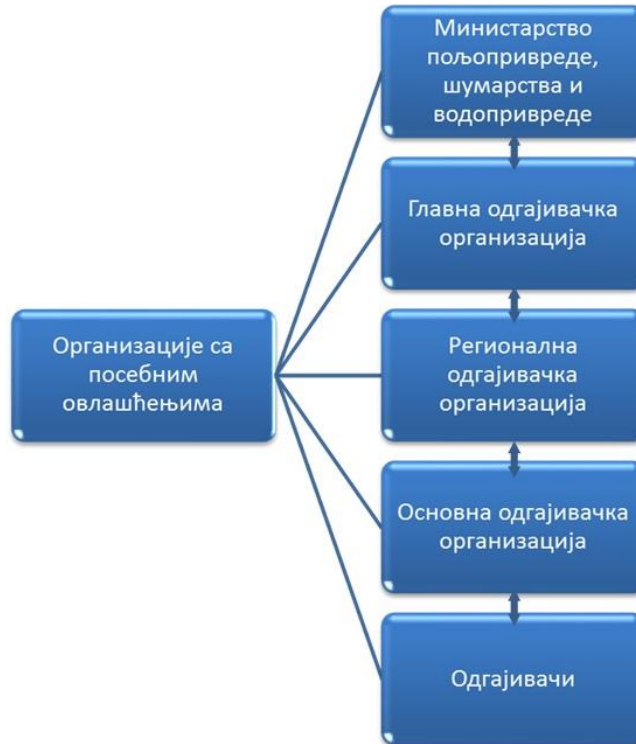 Министарство
пољопривреде,
шумарства и
водопривреде
Главна одгајивачка
организација
Организације са
посебним
овлашћењима
Регионална
одгајивачка
организација
Основна одгајивачка
организација
Одгајивачи